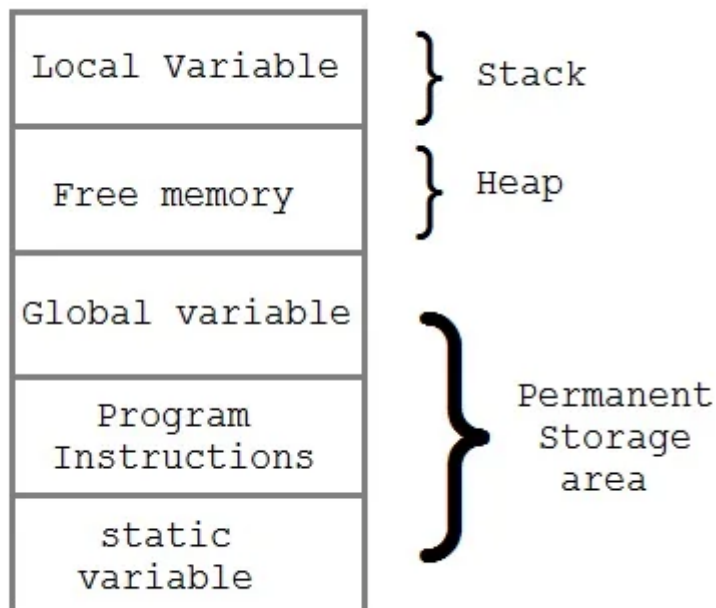 Local Variable
Stack
Free memory
Heap
Global variable
Program
Instructions
Permanent
Storage
area
static
variable